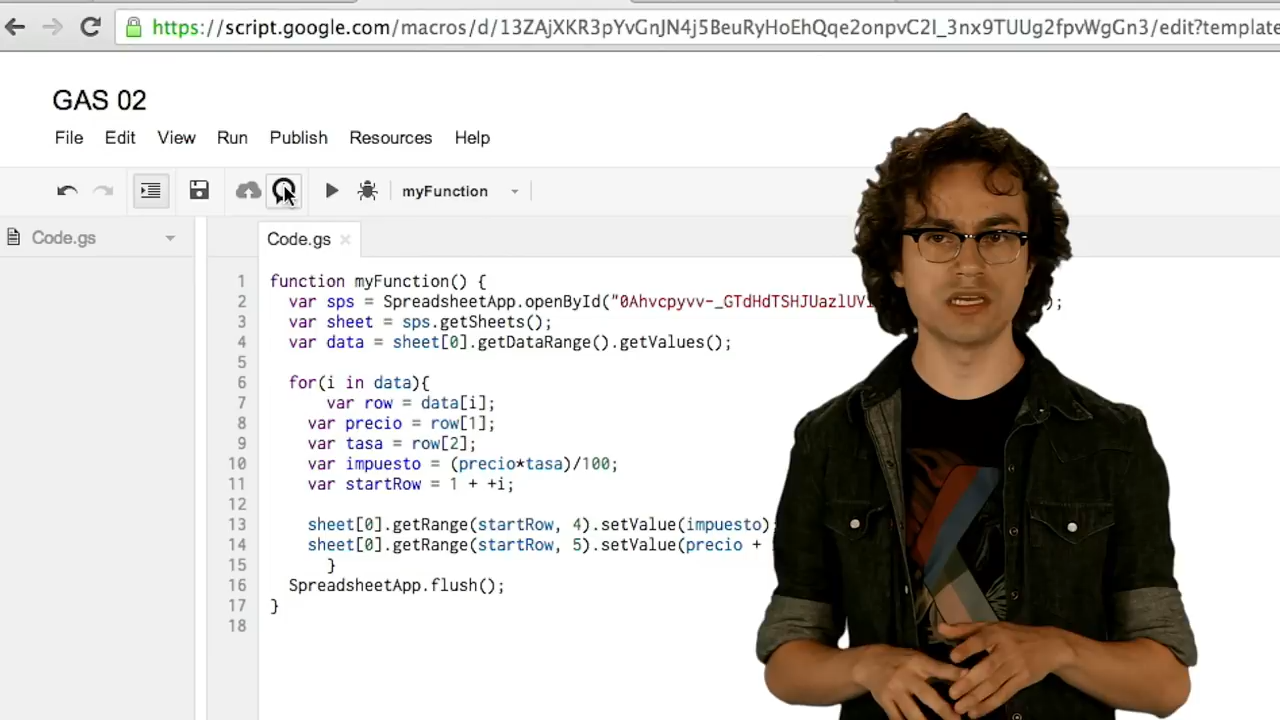 https://script.google.com/macros/d/13ZAjXKR3pYvGnJN4j5BeuRyHoEhQqe2onpvC2I_3nx9TUUg2fpvWgGn3/edit?template
GAS 02
File Edit View Run Publish Resources Help
myFunction
Code.gs
Code.gs
1 function myFunction() {
2 var sps = SpreadsheetApp.openById("0Ahvcpyvv-_GTdHdTSHJUazlUV );
3 var sheet = sps.getSheets();
4 var data = sheet[0].getDataRange().getValues();
5
6 for(i in data){
7 var row = data[i];
8 var precio = row[1];
9 var tasa = row[2];
10 var impuesto = (precio*tasa)/100;
11 var startRow = 1 + +i;
12
13 sheet[0].getRange(startRow, 4).setValue(impuesto);
14 sheet[0].getRange(startRow, 5).setValue(precio +
15 }
16 SpreadsheetApp.flush();
17 }
18